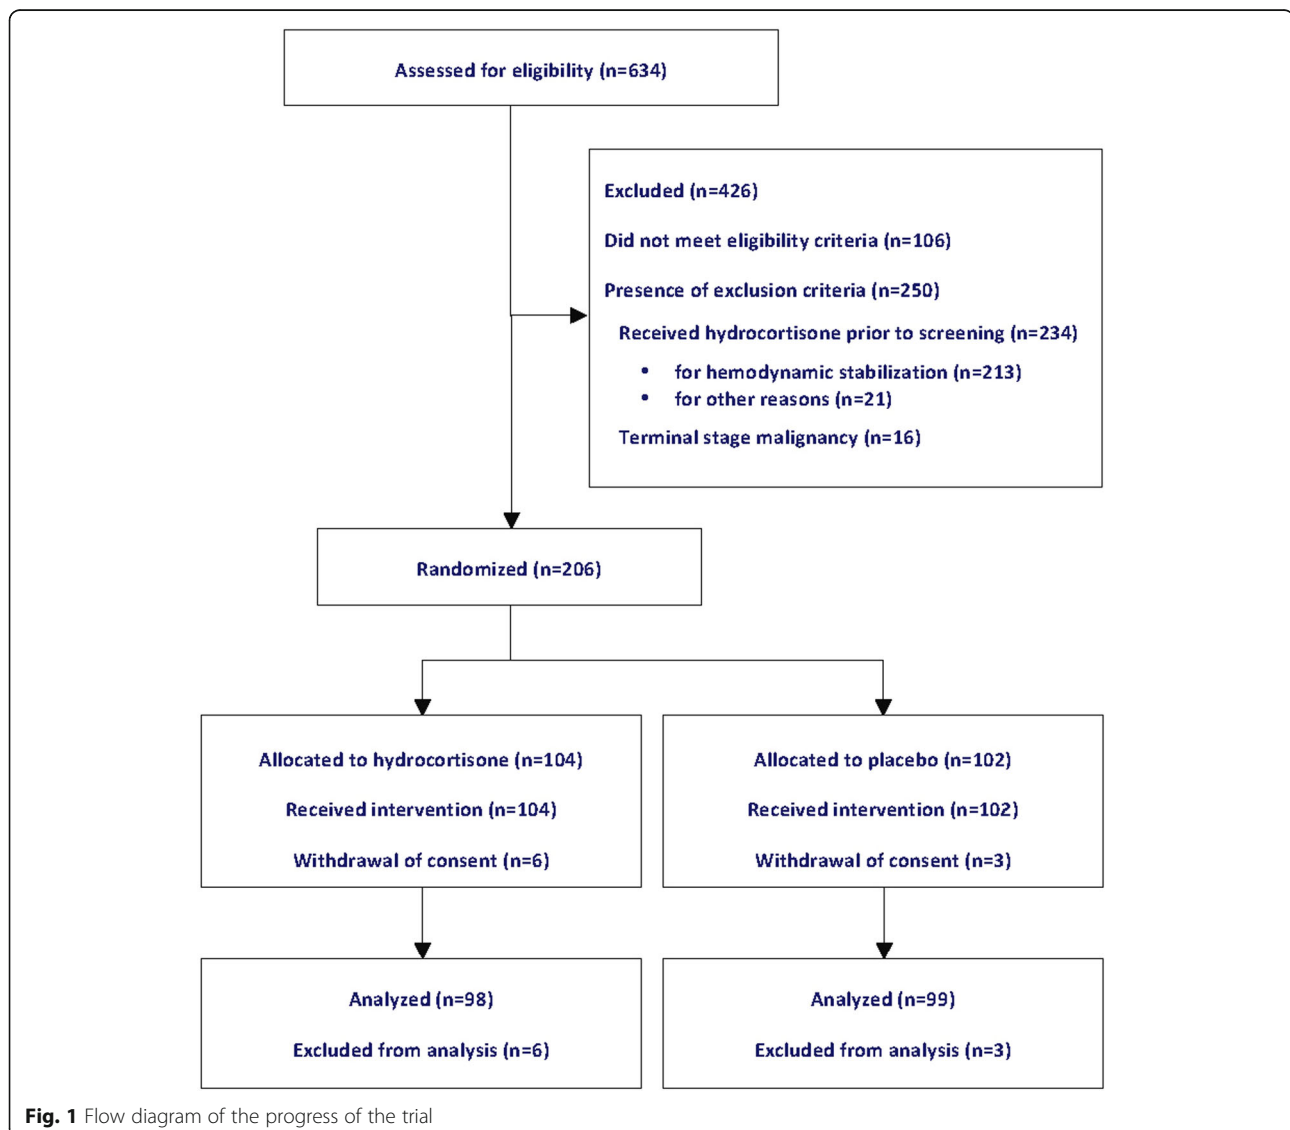 Assessed for eligibility (n=634)
Excluded (n=426)
Did not meet eligibility criteria (n=106)
Presence of exclusion criteria (n=250)
Received hydrocortisone prior to screening (n=234)
• for hemodynamic stabilization (n=213)
• for other reasons (n=21)
Terminal stage malignancy (n=16)
Randomized (n=206)
Allocated to hydrocortisone (n=104)
Received intervention (n=104)
Withdrawal of consent (n=6)
Allocated to placebo (n=102)
Received intervention (n=102)
Withdrawal of consent (n=3)
Analyzed (n=98)
Excluded from analysis (n=6)
Analyzed (n=99)
Excluded from analysis (n=3)
Fig. 1 Flow diagram of the progress of the trial